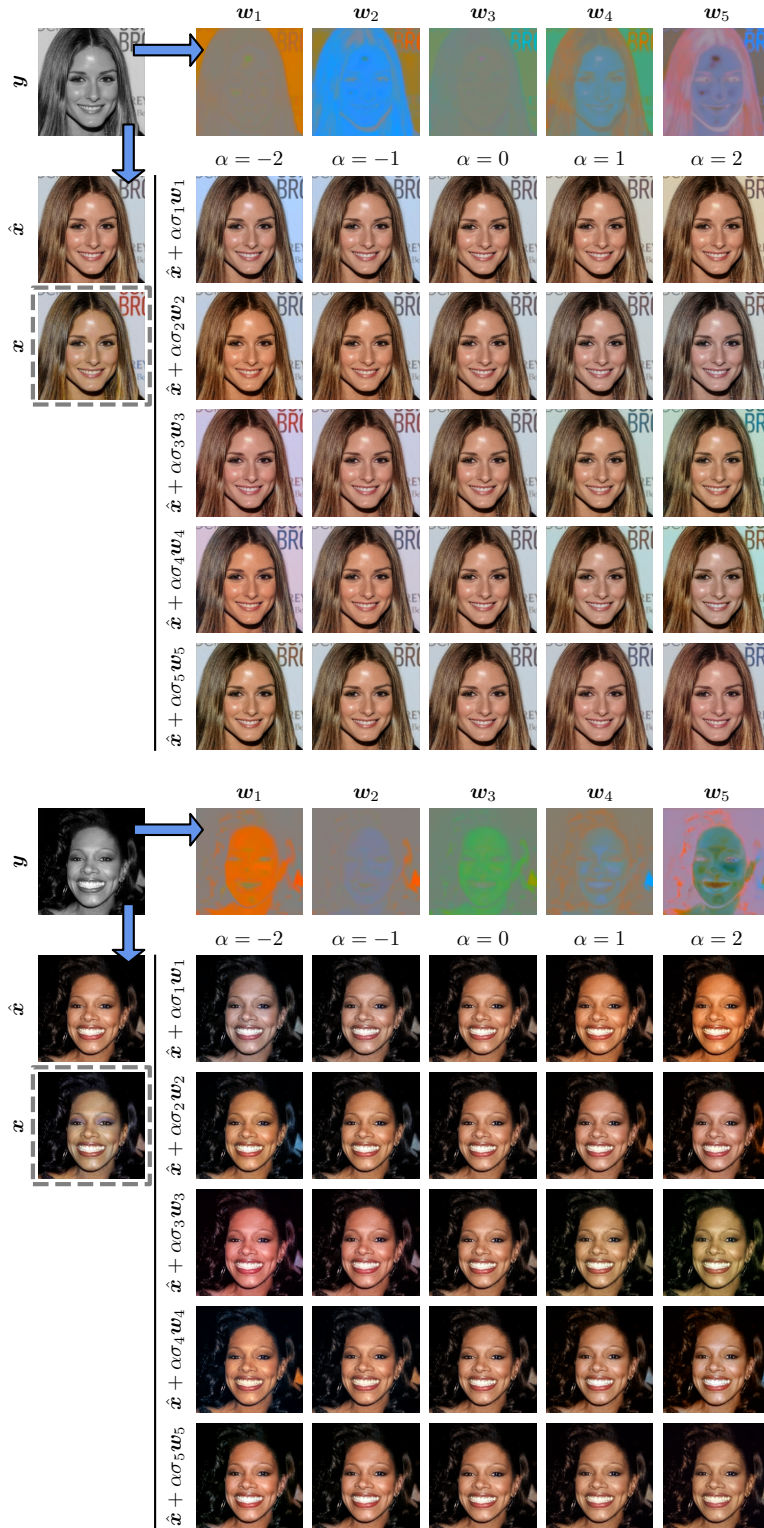 w₁ w₂ w₃ w₄ w₅
y
α = −2 α = −1 α = 0 α = 1 α = 2
x̂
x̂ + ασ₁w₁
x
x̂ + ασ₂w₂
x̂ + ασ₃w₃
x̂ + ασ₄w₄
x̂ + ασ₅w₅
w₁ w₂ w₃ w₄ w₅
y
α = −2 α = −1 α = 0 α = 1 α = 2
x̂
x̂ + ασ₁w₁
x
x̂ + ασ₂w₂
x̂ + ασ₃w₃
x̂ + ασ₄w₄
x̂ + ασ₅w₅